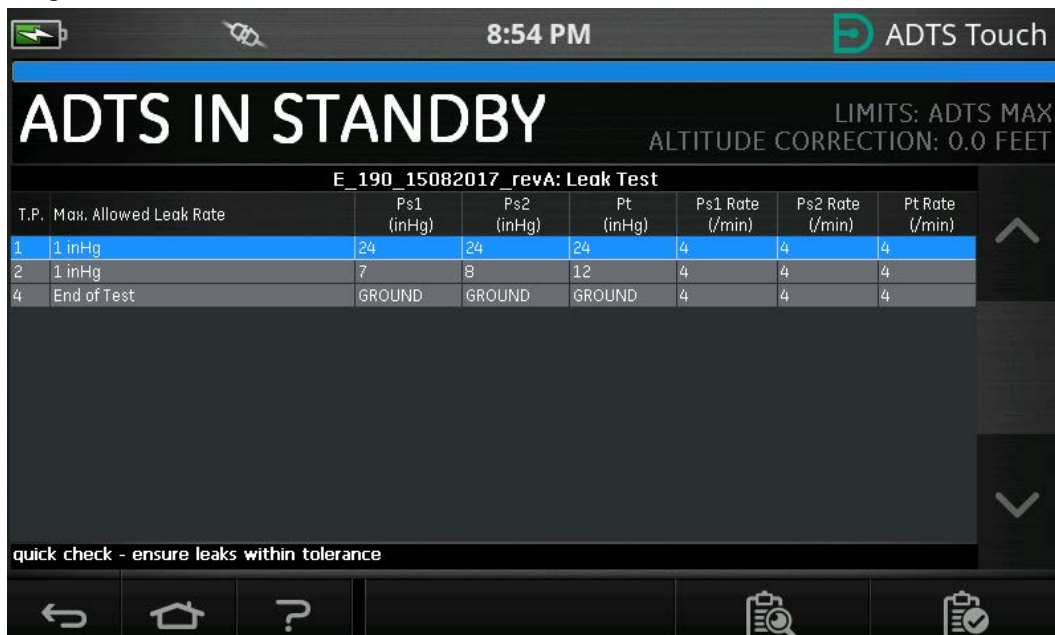 8:54 PM
ADTS Touch
ADTS IN STANDBY
LIMITS: ADTS MAX
ALTITUDE CORRECTION: 0.0 FEET
E_190_15082017_revA: Leak Test
T.P. Max. Allowed Leak Rate Ps1 (inHg) Ps2 (inHg) Pt (inHg) Ps1 Rate (/min) Ps2 Rate (/min) Pt Rate (/min)
1 1 inHg 24 24 24 4 4 4
2 1 inHg 7 8 12 4 4 4
4 End of Test GROUND GROUND GROUND 4 4 4
quick check - ensure leaks within tolerance
?